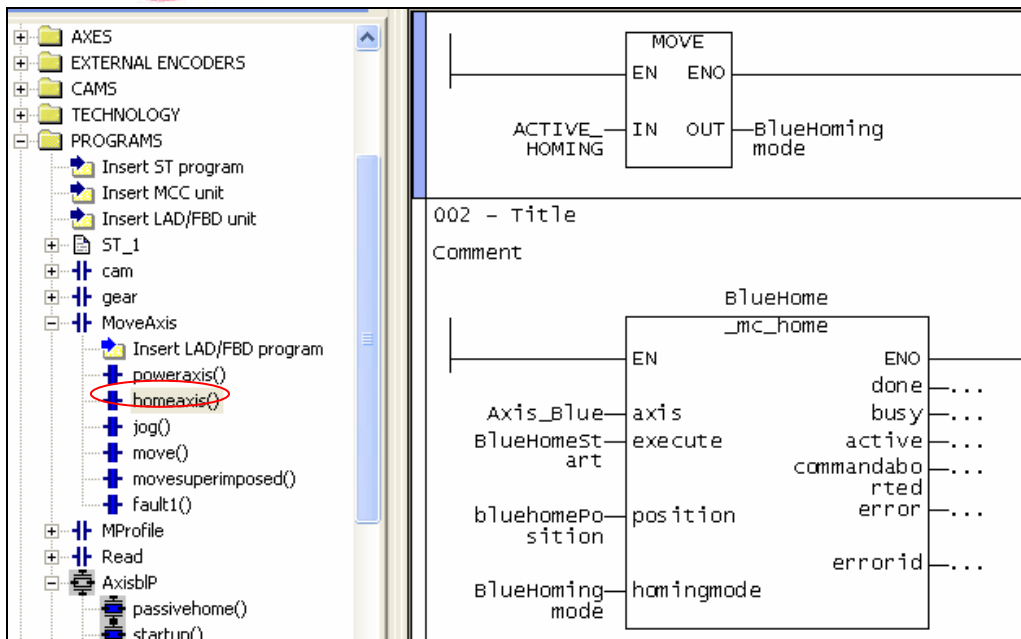 AXES
EXTERNAL ENCODERS
CAMS
TECHNOLOGY
PROGRAMS
Insert ST program
Insert MCC unit
Insert LAD/FBD unit
ST_1
cam
gear
MoveAxis
Insert LAD/FBD program
poweraxis()
homeaxis()
jog()
move()
movesuperimposed()
fault1()
MProfile
Read
AxisblP
passivehome()
startup()
MOVE
EN ENO
ACTIVE_
HOMING
IN OUT
BlueHoming
mode
002 - Title
Comment
BlueHome
_mc_home
EN ENO
done ...
Axis_Blue axis busy ...
BlueHomeSt
art
execute active ...
commandabo
rted
...
bluehomePo
sition
position error ...
errorid ...
BlueHoming
mode
homingmode